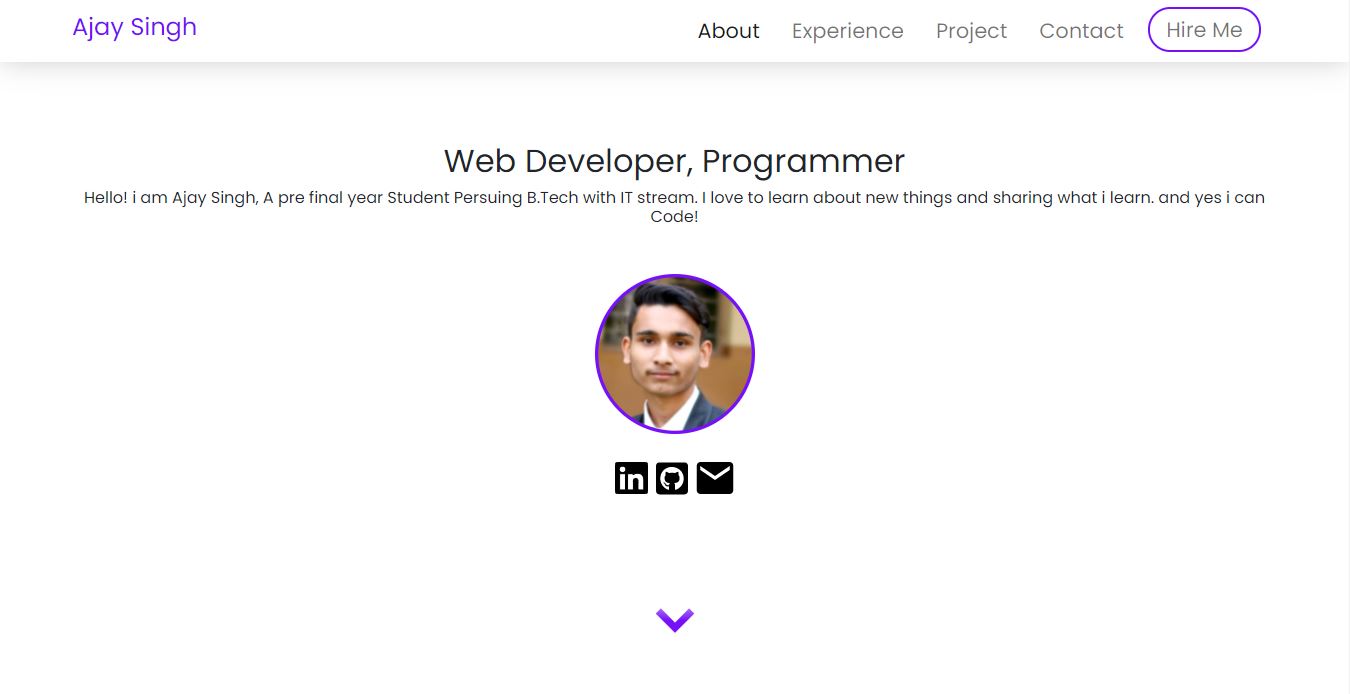 Ajay Singh
About Experience Project Contact Hire Me
Web Developer, Programmer
Hello! i am Ajay Singh, A pre final year Student Persuing B.Tech with IT stream. I love to learn about new things and sharing what i learn. and yes i can
Code!
in